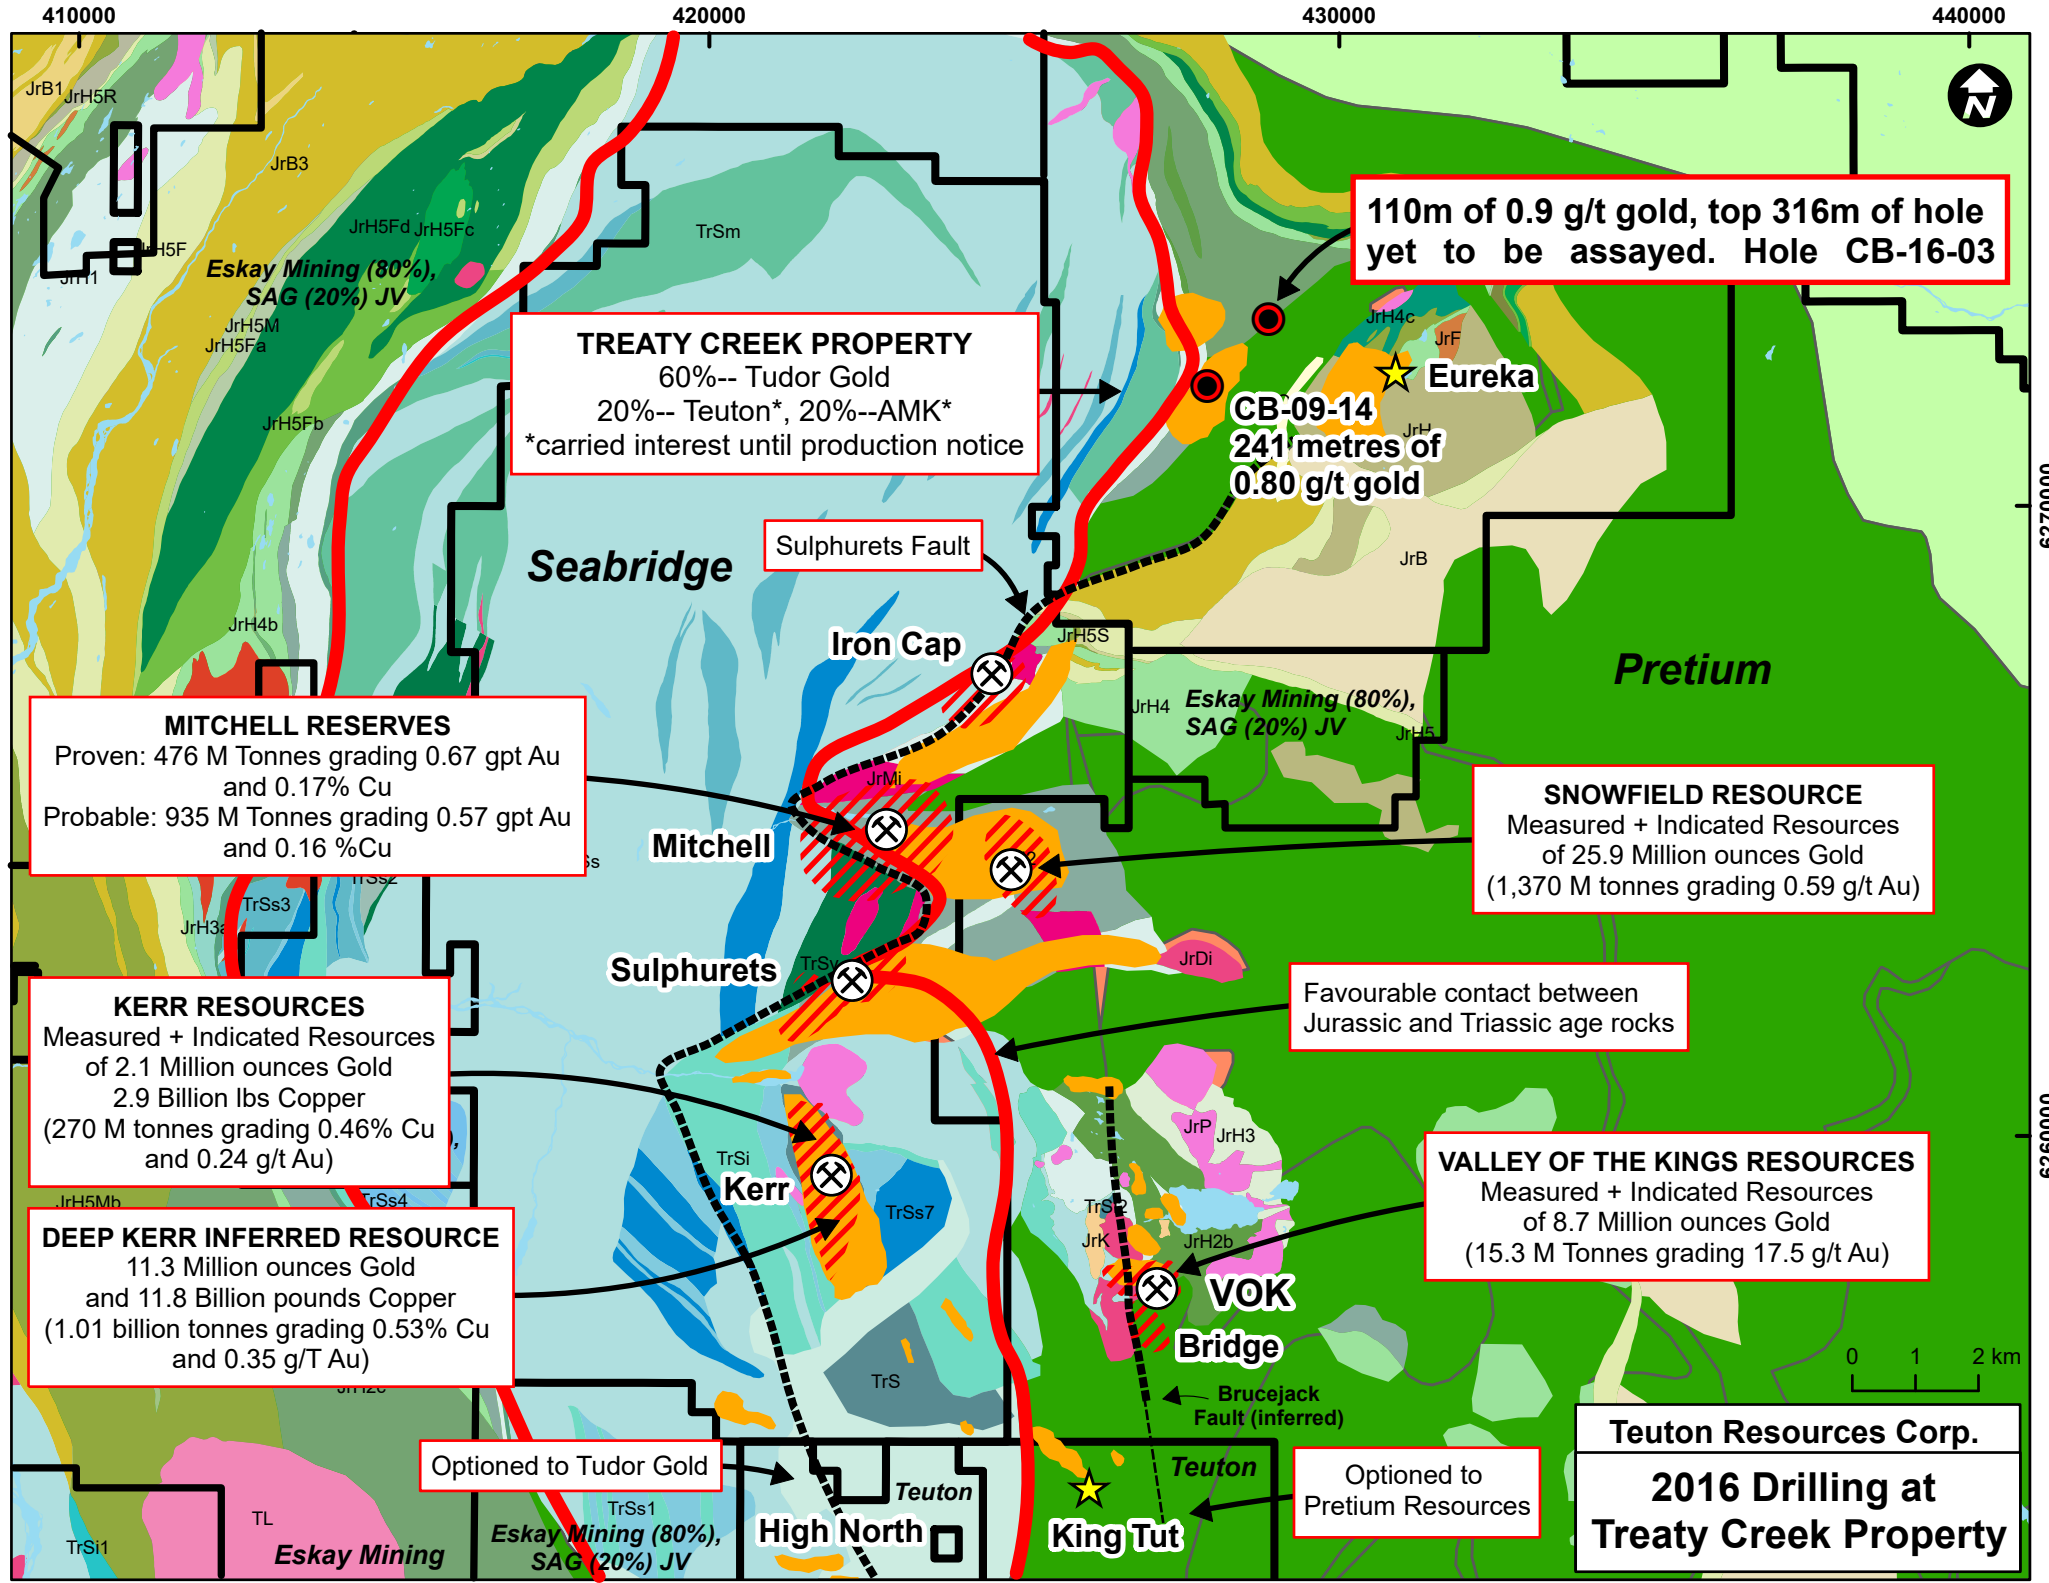 410000
420000
430000
440000
JrB1
JrH5R
JrB3
JrH5Fd
JrH5Fc
JrH5F
JrH1
Eskay Mining (80%),
SAG (20%) JV
JrH5M
JrH5Fa
JrH5Fb
TrSm
110m of 0.9 g/t gold, top 316m of hole
yet to be assayed. Hole CB-16-03
JrH4c
JrF
Eureka
JrH
TREATY CREEK PROPERTY
60%-- Tudor Gold
20%-- Teuton*, 20%--AMK*
*carried interest until production notice
CB-09-14
241 metres of
0.80 g/t gold
6270000
Sulphurets Fault
Seabridge
JrB
JrH4b
Iron Cap
JrH5S
Pretium
JrH4
Eskay Mining (80%),
SAG (20%) JV
JrH5
MITCHELL RESERVES
Proven: 476 M Tonnes grading 0.67 gpt Au
and 0.17% Cu
Probable: 935 M Tonnes grading 0.57 gpt Au
and 0.16 %Cu
JrMi
Mitchell
SNOWFIELD RESOURCE
Measured + Indicated Resources
of 25.9 Million ounces Gold
(1,370 M tonnes grading 0.59 g/t Au)
TrSs2
TrSs3
JrH3a
Sulphurets
TrSv
JrDi
KERR RESOURCES
Measured + Indicated Resources
of 2.1 Million ounces Gold
2.9 Billion lbs Copper
(270 M tonnes grading 0.46% Cu
and 0.24 g/t Au)
Favourable contact between
Jurassic and Triassic age rocks
6260000
JrP
JrH3
TrSi
Kerr
TrSs7
JrH5Mb
TrSs4
JrK
JrH2b
VALLEY OF THE KINGS RESOURCES
Measured + Indicated Resources
of 8.7 Million ounces Gold
(15.3 M Tonnes grading 17.5 g/t Au)
DEEP KERR INFERRED RESOURCE
11.3 Million ounces Gold
and 11.8 Billion pounds Copper
(1.01 billion tonnes grading 0.53% Cu
and 0.35 g/T Au)
VOK
Bridge
TrS
Brucejack
Fault (inferred)
0 1 2 km
Optioned to Tudor Gold
Teuton
Teuton
Optioned to
Pretium Resources
Teuton Resources Corp.
2016 Drilling at
Treaty Creek Property
TL
TrSi1
Eskay Mining
TrSs1
Eskay Mining (80%),
SAG (20%) JV
High North
King Tut